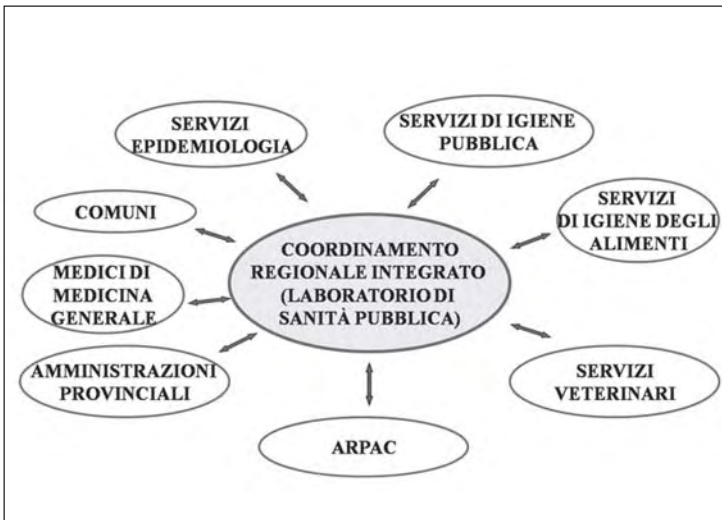 SERVIZI
EPIDEMIOLOGIA
SERVIZI DI IGIENE
PUBBLICA
COMUNI
SERVIZI
DI IGIENE DEGLI
ALIMENTI
COORDINAMENTO
REGIONALE INTEGRATO
(LABORATORIO DI
SANITÀ PUBBLICA)
MEDICI DI
MEDICINA
GENERALE
AMMINISTRAZIONI
PROVINCIALI
SERVIZI
VETERINARI
ARPAC